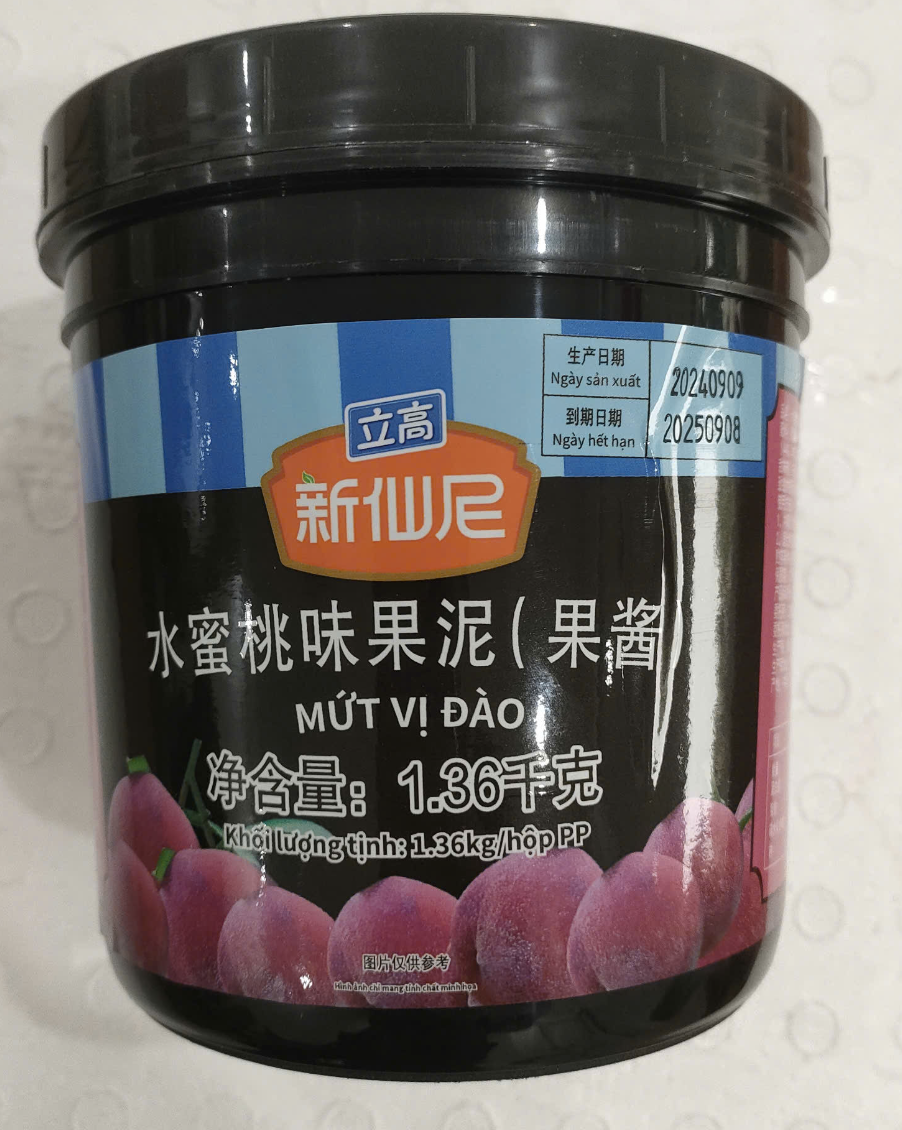 生产日期
Ngày sản xuất
20240909
到期日期
Ngày hết hạn
20250908
立高
新仙尼
水蜜桃味果泥(果酱
MỨT VỊ ĐÀO
净含量:1.36千克
Khối lượng tịnh: 1.36kg/hộp PP
图片仅供参考
Hình ảnh chỉ mang tính chất minh họa